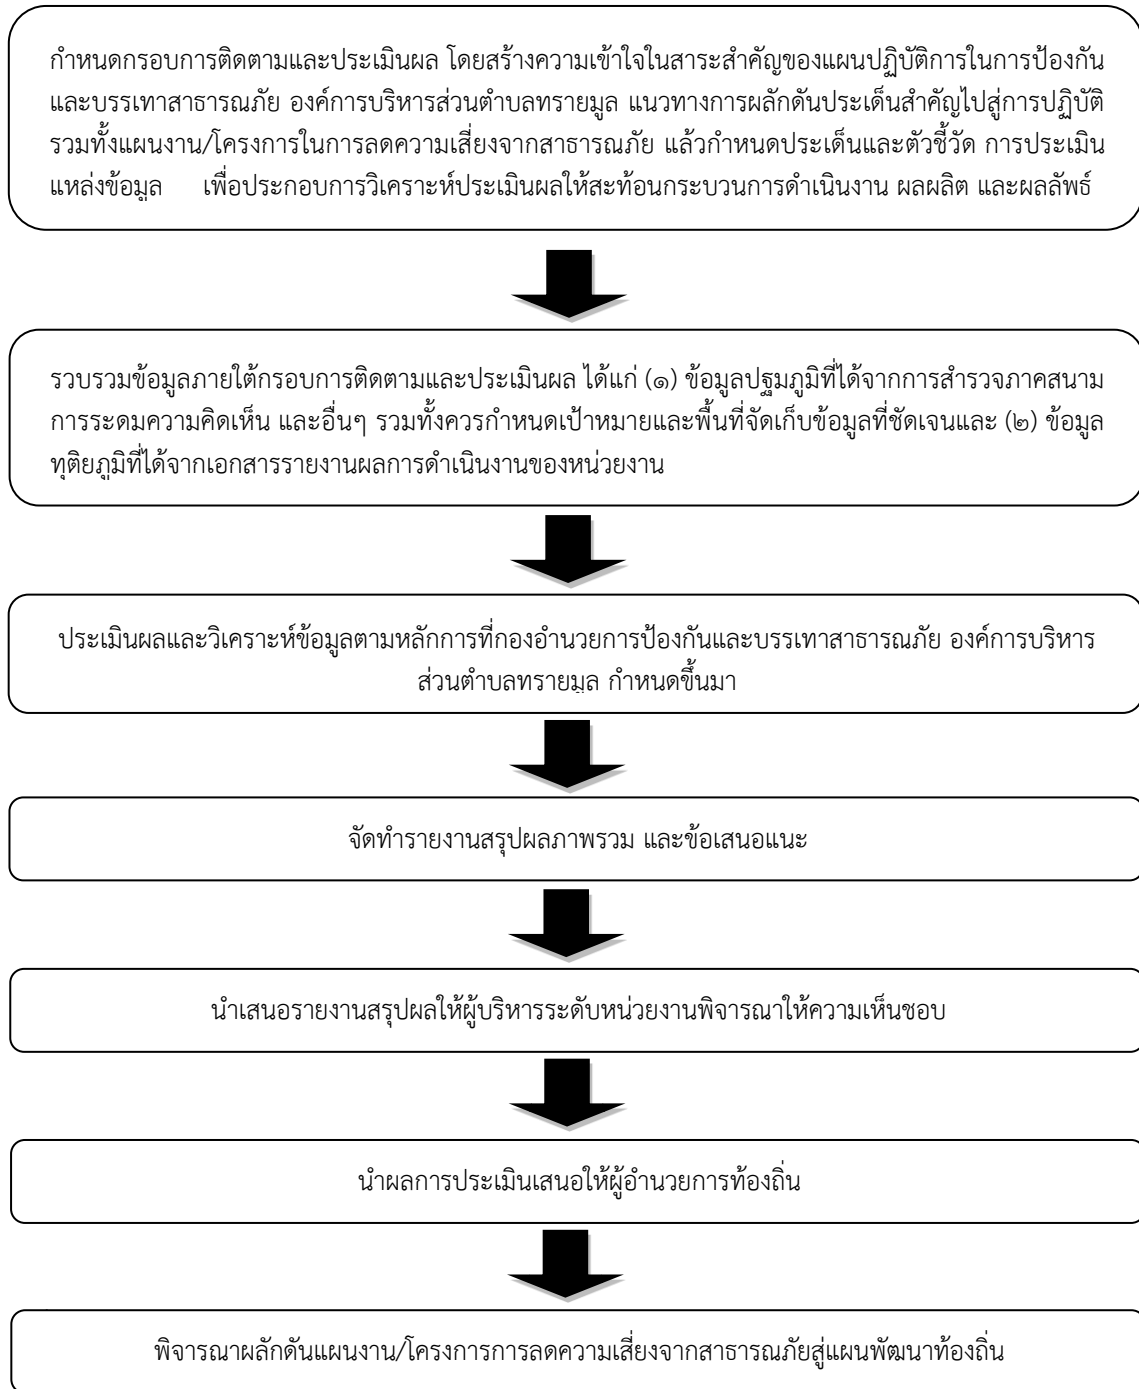 กำหนดกรอบการติดตามและประเมินผล โดยสร้างความเข้าใจในสาระสำคัญของแผนปฏิบัติการในการป้องกัน
และบรรเทาสาธารณภัย องค์การบริหารส่วนตำบลทรายมูล แนวทางการผลักดันประเด็นสำคัญไปสู่การปฏิบัติ
รวมทั้งแผนงาน/โครงการในการลดความเสี่ยงจากสาธารณภัย แล้วกำหนดประเด็นและตัวชี้วัด การประเมิน
แหล่งข้อมูล เพื่อประกอบการวิเคราะห์ประเมินผลให้สะท้อนกระบวนการดำเนินงาน ผลผลิต และผลลัพธ์
รวบรวมข้อมูลภายใต้กรอบการติดตามและประเมินผล ได้แก่ (๑) ข้อมูลปฐมภูมิที่ได้จากการสำรวจภาคสนาม
การระดมความคิดเห็น และอื่นๆ รวมทั้งควรกำหนดเป้าหมายและพื้นที่จัดเก็บข้อมูลที่ชัดเจนและ (๒) ข้อมูล
ทุติยภูมิที่ได้จากเอกสารรายงานผลการดำเนินงานของหน่วยงาน
ประเมินผลและวิเคราะห์ข้อมูลตามหลักการที่กองอำนวยการป้องกันและบรรเทาสาธารณภัย องค์การบริหาร
ส่วนตำบลทรายมูล กำหนดขึ้นมา
จัดทำรายงานสรุปผลภาพรวม และข้อเสนอแนะ
นำเสนอรายงานสรุปผลให้ผู้บริหารระดับหน่วยงานพิจารณาให้ความเห็นชอบ
นำผลการประเมินเสนอให้ผู้อำนวยการท้องถิ่น
พิจารณาผลักดันแผนงาน/โครงการการลดความเสี่ยงจากสาธารณภัยสู่แผนพัฒนาท้องถิ่น